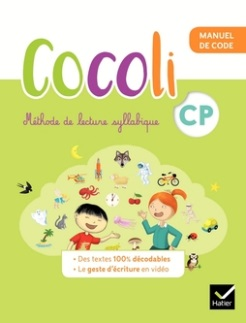 MANUEL
DE CODE
Cocoli
CP
Méthode de lecture syllabique
• Des textes 100% décodables
• Le geste d'écriture en vidéo
Hatier